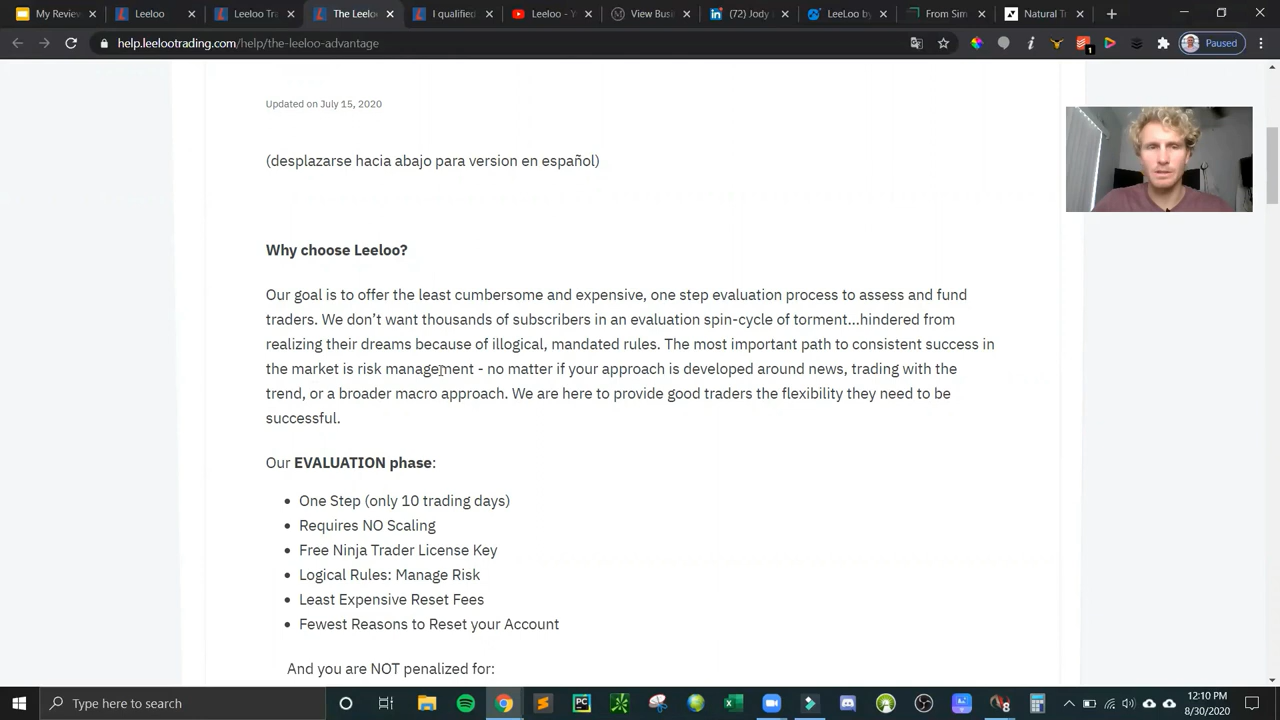 My Review
Leeloo
Leeloo Tra
The Leeloo
I qualified
Leeloo - Y
View Busi
(72) Jody
LeeLoo by
From Sim
Natural Tr
help.leelootrading.com/help/the-leeloo-advantage
1
Paused
Updated on July 15, 2020
(desplazarse hacia abajo para version en español)
Why choose Leeloo?
Our goal is to offer the least cumbersome and expensive, one step evaluation process to assess and fund
traders. We don't want thousands of subscribers in an evaluation spin-cycle of torment...hindered from
realizing their dreams because of illogical, mandated rules. The most important path to consistent success in
the market is risk management - no matter if your approach is developed around news, trading with the
trend, or a broader macro approach. We are here to provide good traders the flexibility they need to be
successful.
Our EVALUATION phase:
One Step (only 10 trading days)
Requires NO Scaling
Free Ninja Trader License Key
Logical Rules: Manage Risk
Least Expensive Reset Fees
Fewest Reasons to Reset your Account
And you are NOT penalized for:
Type here to search
12:10 PM
8/30/2020